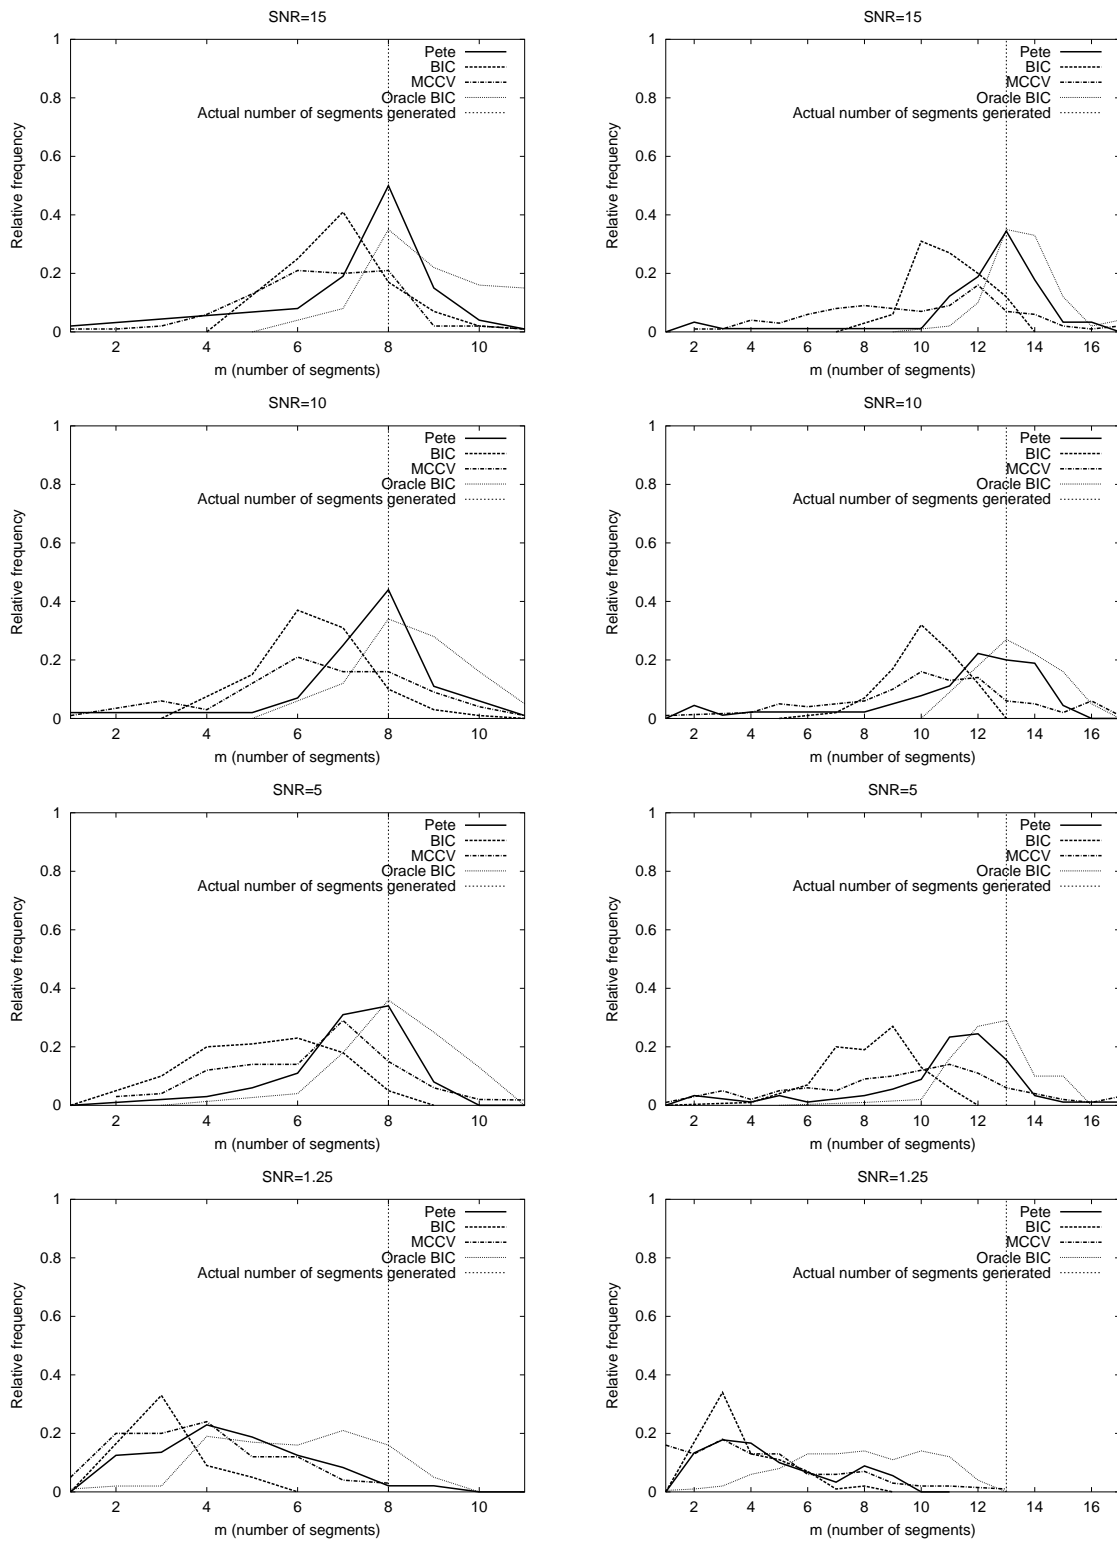 SNR=15
1
0.8
0.6
0.4
0.2
0
2
4
6
8
10
Relative frequency
m (number of segments)
Pete
BIC
MCCV
Oracle BIC
Actual number of segments generated
SNR=15
1
0.8
0.6
0.4
0.2
0
2
4
6
8
10
12
14
16
Relative frequency
m (number of segments)
Pete
BIC
MCCV
Oracle BIC
Actual number of segments generated
SNR=10
1
0.8
0.6
0.4
0.2
0
2
4
6
8
10
Relative frequency
m (number of segments)
Pete
BIC
MCCV
Oracle BIC
Actual number of segments generated
SNR=10
1
0.8
0.6
0.4
0.2
0
2
4
6
8
10
12
14
16
Relative frequency
m (number of segments)
Pete
BIC
MCCV
Oracle BIC
Actual number of segments generated
SNR=5
1
0.8
0.6
0.4
0.2
0
2
4
6
8
10
Relative frequency
m (number of segments)
Pete
BIC
MCCV
Oracle BIC
Actual number of segments generated
SNR=5
1
0.8
0.6
0.4
0.2
0
2
4
6
8
10
12
14
16
Relative frequency
m (number of segments)
Pete
BIC
MCCV
Oracle BIC
Actual number of segments generated
SNR=1.25
1
0.8
0.6
0.4
0.2
0
2
4
6
8
10
Relative frequency
m (number of segments)
Pete
BIC
MCCV
Oracle BIC
Actual number of segments generated
SNR=1.25
1
0.8
0.6
0.4
0.2
0
2
4
6
8
10
12
14
16
Relative frequency
m (number of segments)
Pete
BIC
MCCV
Oracle BIC
Actual number of segments generated